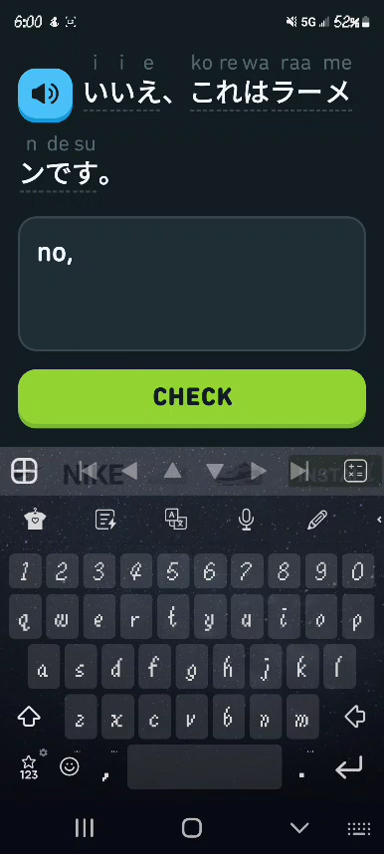 6:00 5G 52%
i i e ko re wa raa me
いいえ、これはラーメ
n de su
ンです。
no,
CHECK
NIKE
1 2 3 4 5 6 7 8 9 0
q w e r t y u i o p
a s d f g h j k l
z x c v b n m
123 , .